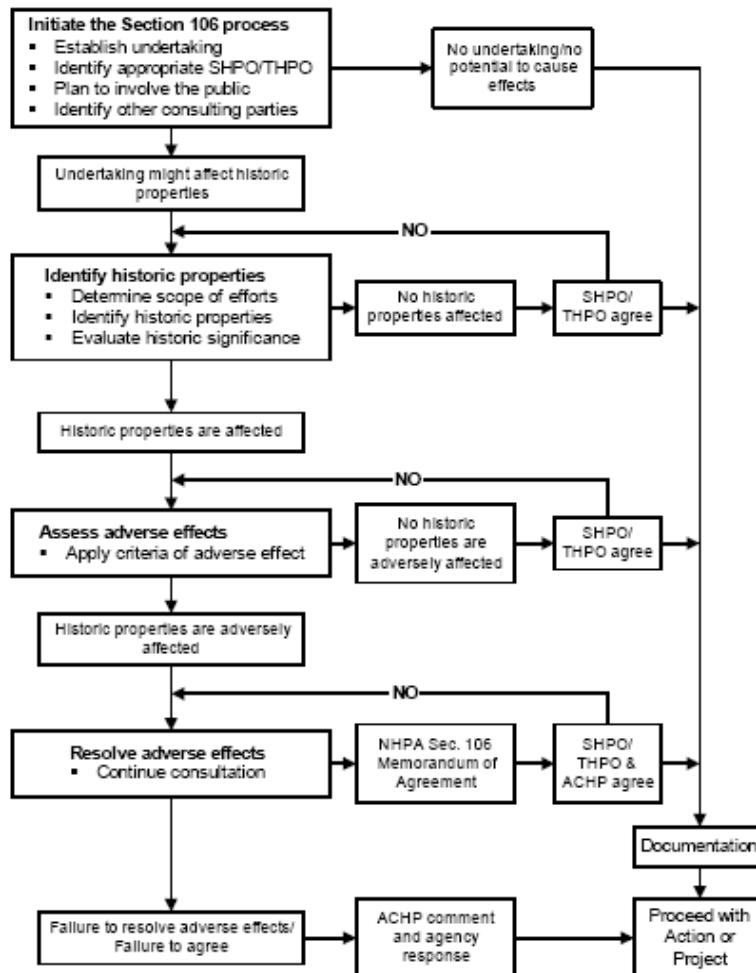 Initiate the Section 106 process
▪ Establish undertaking
▪ Identify appropriate SHPO/THPO
▪ Plan to involve the public
▪ Identify other consulting parties
No undertaking/no
potential to cause
effects
Undertaking might affect historic
properties
NO
Identify historic properties
▪ Determine scope of efforts
▪ Identify historic properties
▪ Evaluate historic significance
No historic
properties affected
SHPO/
THPO agree
Historic properties are affected
NO
Assess adverse effects
▪ Apply criteria of adverse effect
No historic
properties are
adversely affected
SHPO/
THPO agree
Historic properties are adversely
affected
NO
Resolve adverse effects
▪ Continue consultation
NHPA Sec. 106
Memorandum of
Agreement
SHPO/
THPO &
ACHP agree
Documentation
Failure to resolve adverse effects/
Failure to agree
ACHP comment
and agency
response
Proceed with
Action or
Project